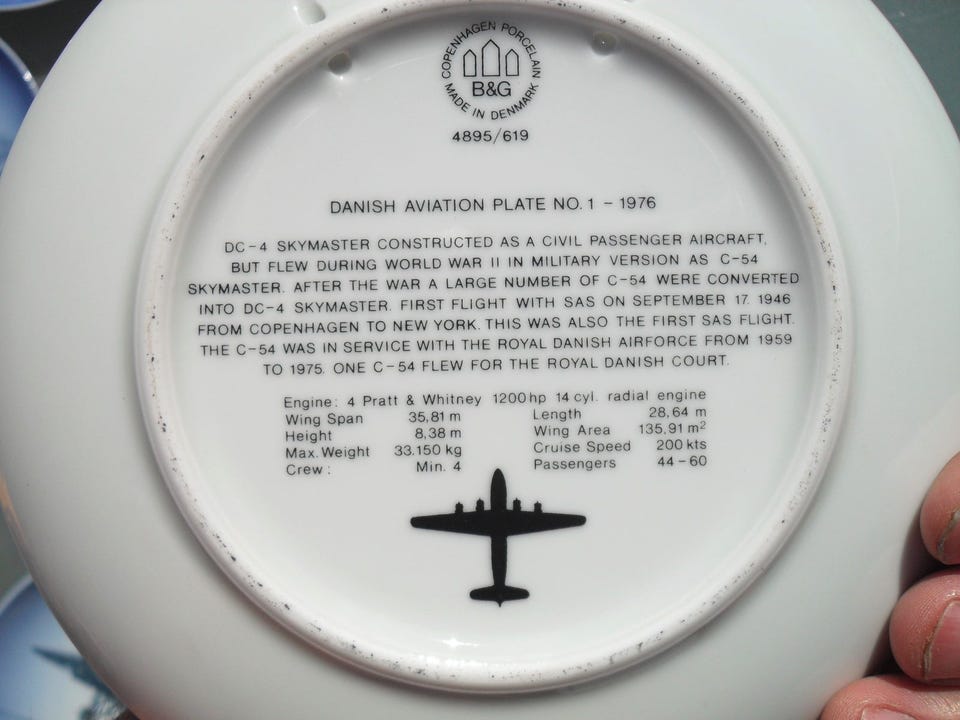 COPENHAGEN PORCELAIN
B&G
MADE IN DENMARK
4895/619
DANISH AVIATION PLATE NO. 1 - 1976
DC-4 SKYMASTER CONSTRUCTED AS A CIVIL PASSENGER AIRCRAFT,
BUT FLEW DURING WORLD WAR II IN MILITARY VERSION AS C-54
SKYMASTER. AFTER THE WAR A LARGE NUMBER OF C-54 WERE CONVERTED
INTO DC-4 SKYMASTER. FIRST FLIGHT WITH SAS ON SEPTEMBER 17. 1946
FROM COPENHAGEN TO NEW YORK. THIS WAS ALSO THE FIRST SAS FLIGHT.
THE C-54 WAS IN SERVICE WITH THE ROYAL DANISH AIRFORCE FROM 1959
TO 1975. ONE C-54 FLEW FOR THE ROYAL DANISH COURT.
Engine: 4 Pratt & Whitney 1200 hp 14 cyl. radial engine
Wing Span 35,81 m Length 28,64 m
Height 8,38 m Wing Area 135,91 m²
Max. Weight 33.150 kg Cruise Speed 200 kts
Crew: Min. 4 Passengers 44-60